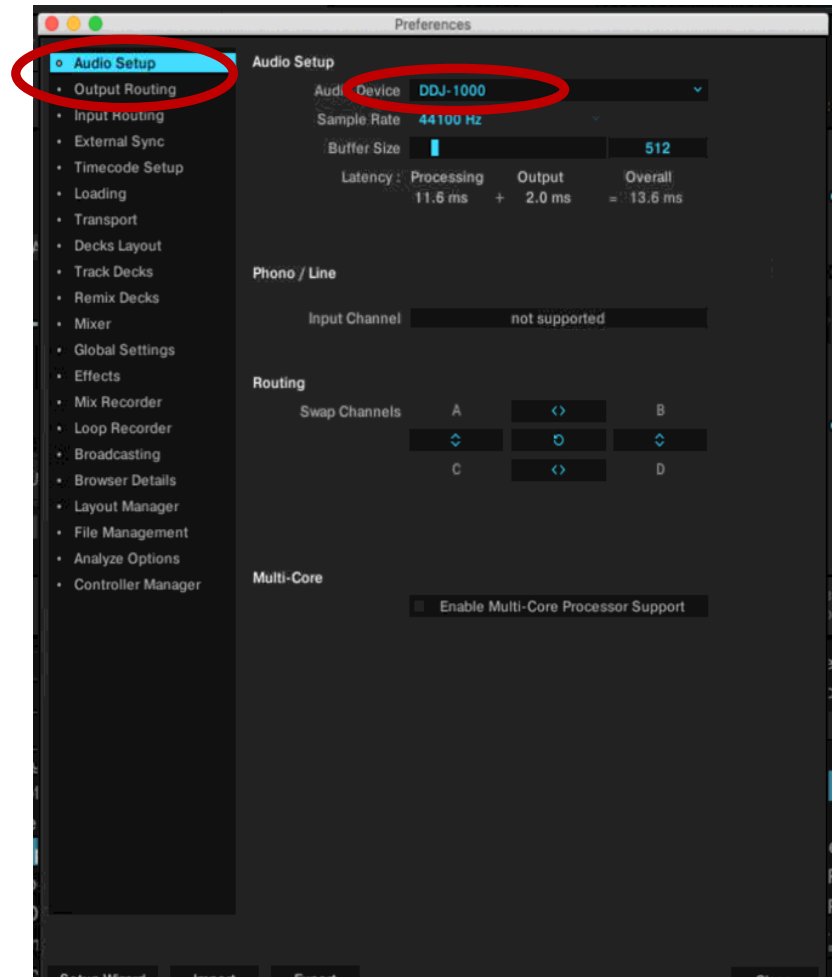 Preferences
Audio Setup
Output Routing
Input Routing
External Sync
Timecode Setup
Loading
Transport
Decks Layout
Track Decks
Remix Decks
Mixer
Global Settings
Effects
Mix Recorder
Loop Recorder
Broadcasting
Browser Details
Layout Manager
File Management
Analyze Options
Controller Manager
Audio Setup
Audio Device DDJ-1000
Sample Rate 44100 Hz
Buffer Size 512
Latency: Processing Output Overall
11.6 ms + 2.0 ms = 13.6 ms
Phono / Line
Input Channel not supported
Routing
Swap Channels A <> B
C <> D
Multi-Core
Enable Multi-Core Processor Support